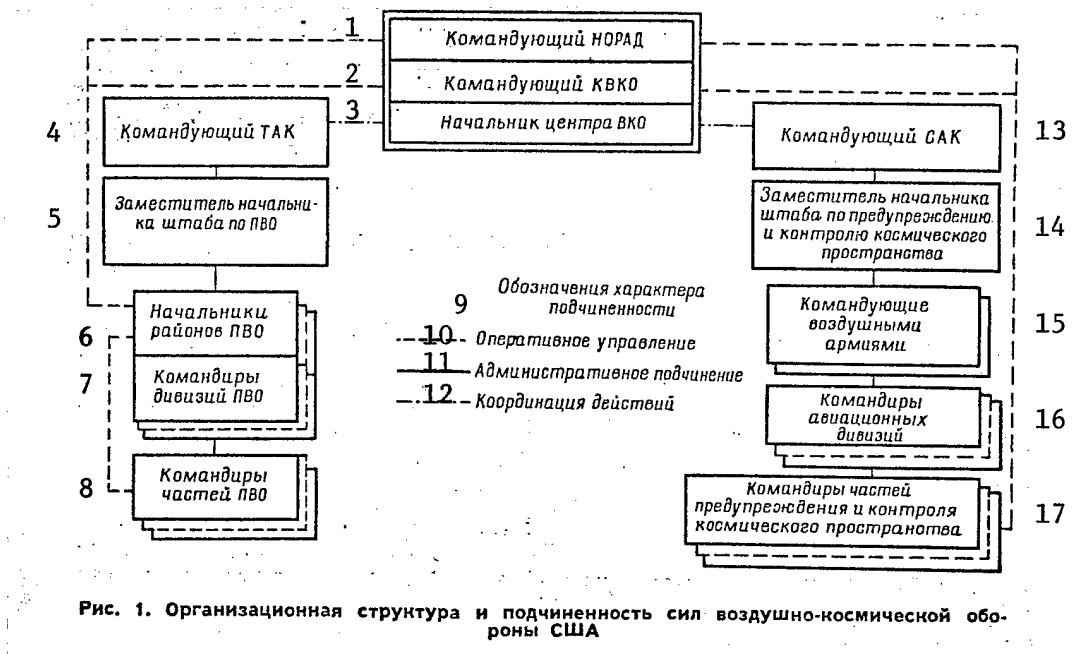 1
Командующий НОРАД
2
Командующий КВКО
3
Начальник центра ВКО
4
Командующий ТАК
5
Заместитель начальни-
ка штаба по ПВО
6
Начальники
районов ПВО
7
Командиры
дивизий ПВО
8
Командиры
частей ПВО
9
Обозначения характера
подчиненности
10
Оперативное управление
11
Административное подчинение
12
Координация действий
13
Командующий САК
14
Заместитель начальника
штаба по предупреждению
и контролю космического
пространства
15
Командующие
воздушными
армиями
16
Командиры
авиационных
дивизий
17
Командиры частей
предупреждения и контроля
космического пространства
Рис. 1. Организационная структура и подчиненность сил воздушно-космической обо-
роны США